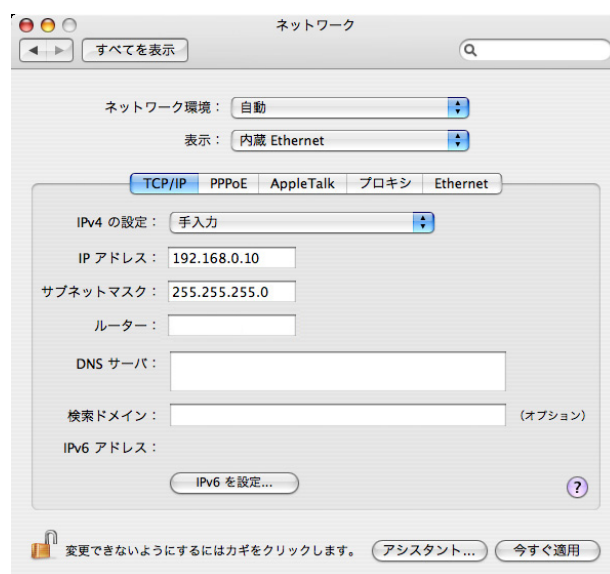 ネットワーク
すべてを表示
ネットワーク環境： 自動
表示： 内蔵 Ethernet
TCP/IP PPPoE AppleTalk プロキシ Ethernet
IPv4 の設定： 手入力
IP アドレス： 192.168.0.10
サブネットマスク： 255.255.255.0
ルーター：
DNS サーバ：
検索ドメイン： (オプション)
IPv6 アドレス：
IPv6 を設定...
?
変更できないようにするにはカギをクリックします。 アシスタント... 今すぐ適用